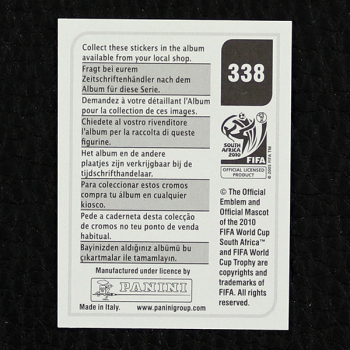 Collect these stickers in the album
available from your local shop.
Fragt bei eurem
Zeitschriftenhändler nach dem
Album für diese Serie.
Demandez à votre détaillant l'Album
pour la collection de ces images.
Chiedete al vostro rivenditore
l'album per la raccolta di queste
figurine.
Het album en de andere
plaatjes zijn verkrijgbaar bij de
tijdschrifthandelaar.
Para coleccionar estos cromos
compra tu álbum en cualquier
kiosco.
Pede a caderneta desta colecção
de cromos no teu ponto de venda
habitual.
Bayinizden aldığınız albümü bu
çıkartmalar ile tamamlayın.
Manufactured under licence by
PANINI
Made in Italy. www.paninigroup.com
338
SOUTH AFRICA
2010
FIFA
OFFICIAL LICENSED
PRODUCT
© The Official
Emblem and
Official Mascot
of the 2010
FIFA World Cup
South Africa™
and FIFA World
Cup Trophy are
copyrights and
trademarks of
FIFA. All rights
reserved.